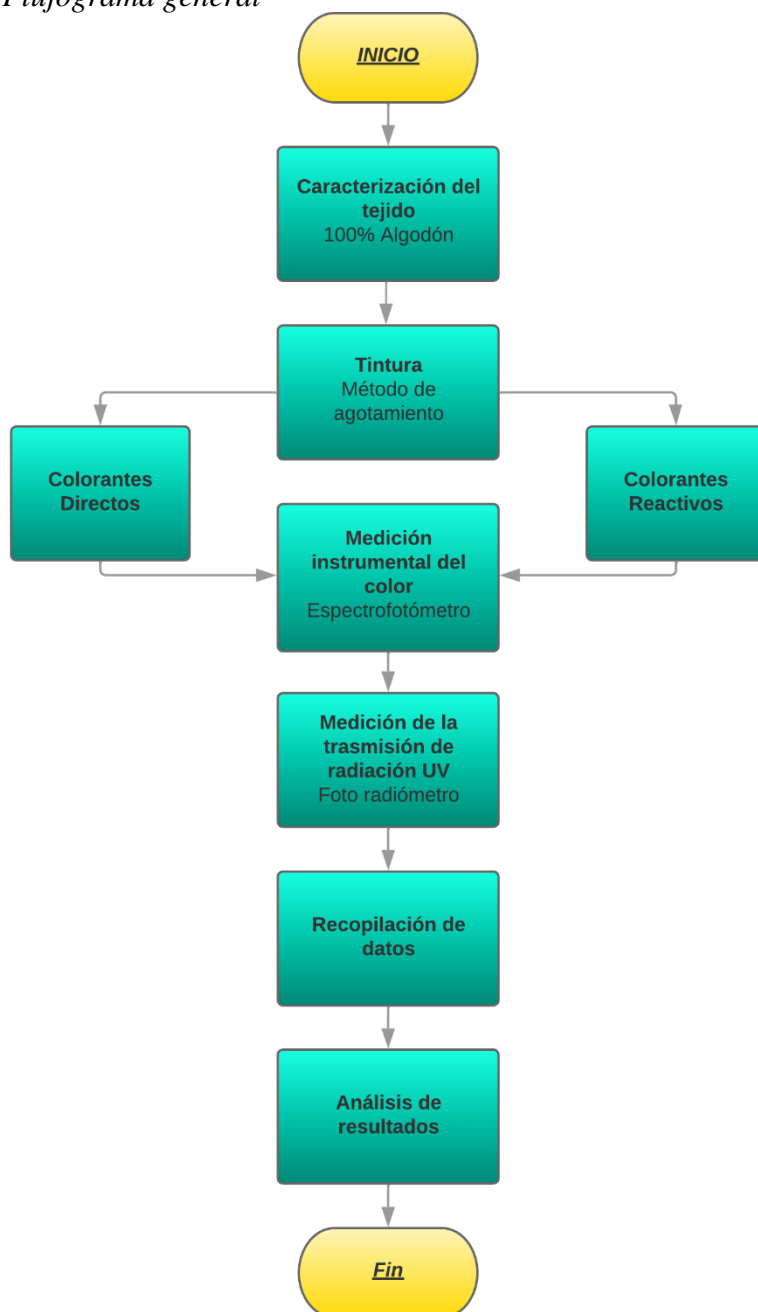 Flujograma general
INICIO
Caracterización del
tejido
100% Algodón
Tintura
Método de
agotamiento
Colorantes
Directos
Colorantes
Reactivos
Medición
instrumental del
color
Espectrofotómetro
Medición de la
trasmisión de
radiación UV
Foto radiómetro
Recopilación de
datos
Análisis de
resultados
Fin